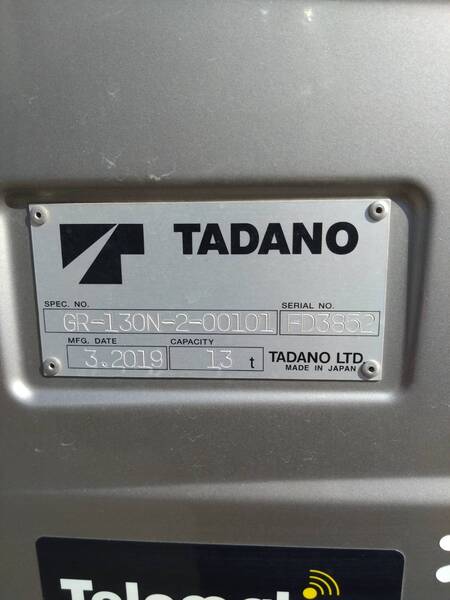 TADANO
SPEC. NO. SERIAL NO.
GR-130N-2-00101 FD3852
MFG. DATE CAPACITY
3.2019 13 t TADANO LTD.
MADE IN JAPAN